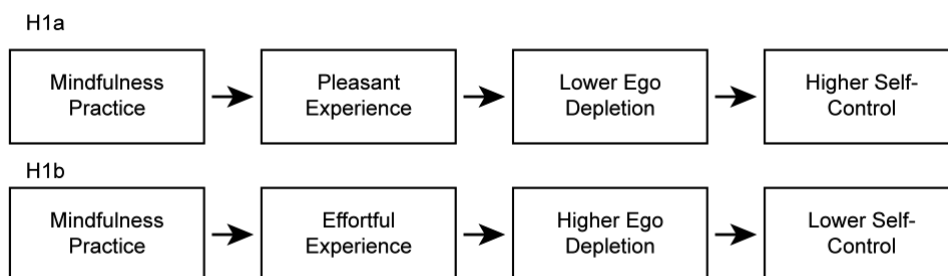 H1a
Mindfulness
Practice
Pleasant
Experience
Lower Ego
Depletion
Higher Self-
Control
H1b
Mindfulness
Practice
Effortful
Experience
Higher Ego
Depletion
Lower Self-
Control